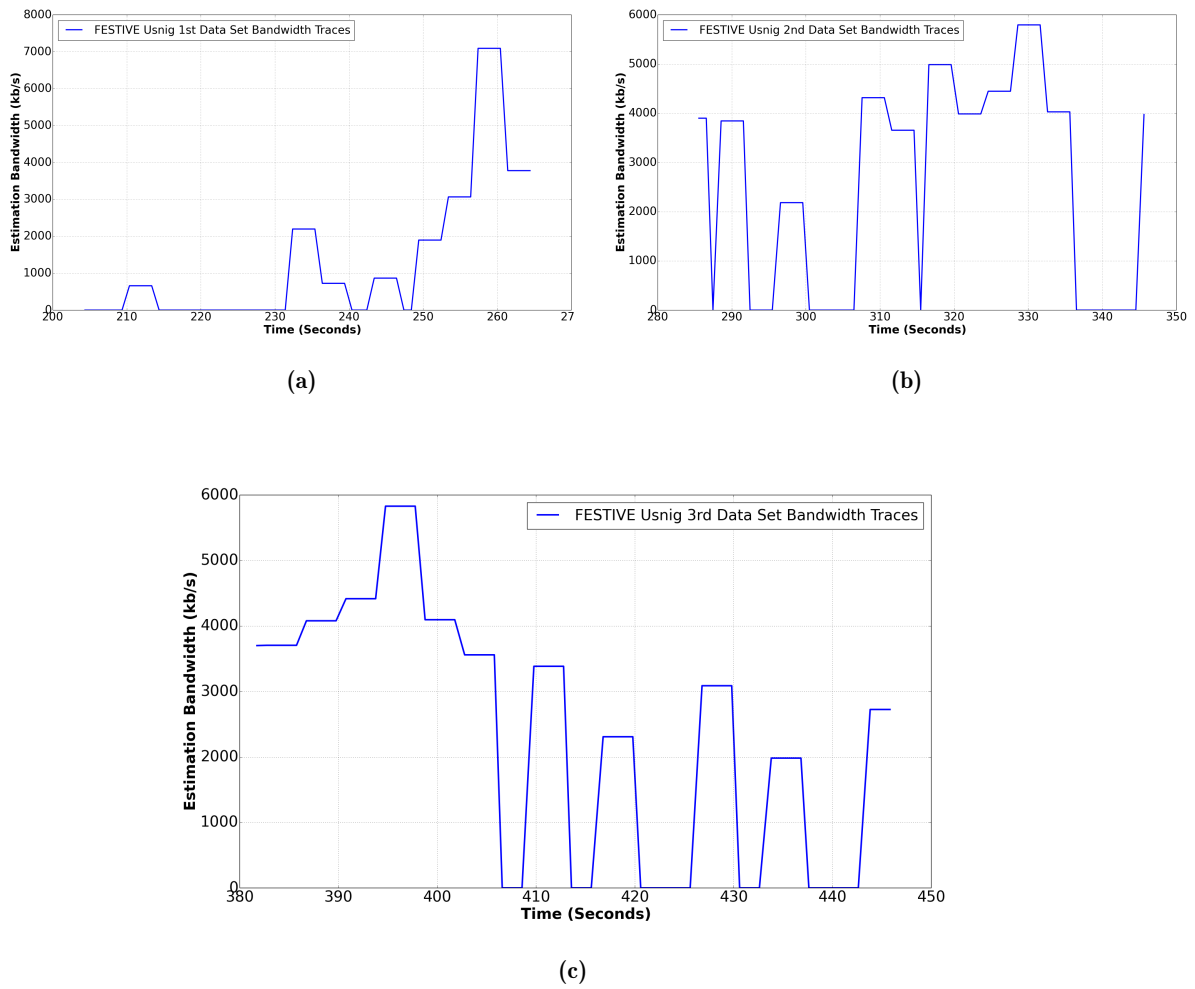 FESTIVE Usnig 1st Data Set Bandwidth Traces
Estimation Bandwidth (kb/s)
8000
7000
6000
5000
4000
3000
2000
1000
0
200 210 220 230 240 250 260 27
Time (Seconds)
(a)
FESTIVE Usnig 2nd Data Set Bandwidth Traces
Estimation Bandwidth (kb/s)
6000
5000
4000
3000
2000
1000
0
280 290 300 310 320 330 340 350
Time (Seconds)
(b)
FESTIVE Usnig 3rd Data Set Bandwidth Traces
Estimation Bandwidth (kb/s)
6000
5000
4000
3000
2000
1000
0
380 390 400 410 420 430 440 450
Time (Seconds)
(c)